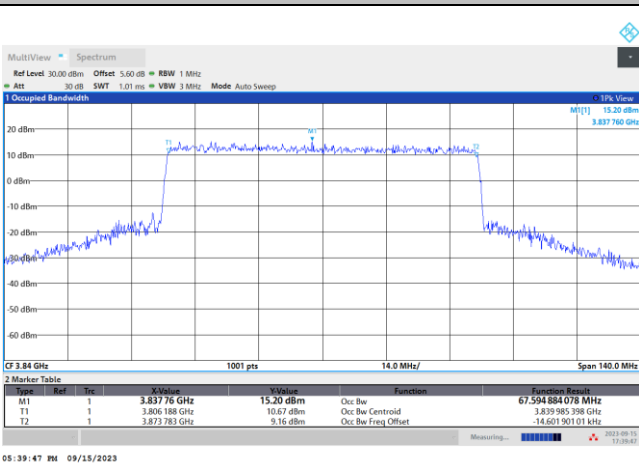 MultiView Spectrum
Ref Level 30.00 dBm Offset 5.60 dB RBW 1 MHz
Att 30 dB SWT 1.01 ms VBW 3 MHz Mode Auto Sweep
1 Occupied Bandwidth 1Pk View
M1[1] 15.20 dBm
3.837 760 GHz
20 dBm
M1
T1
T2
10 dBm
0 dBm
-10 dBm
-20 dBm
-30 dBm
-40 dBm
-50 dBm
-60 dBm
CF 3.84 GHz 1001 pts 14.0 MHz/ Span 140.0 MHz
2 Marker Table
Type Ref Trc X-Value Y-Value Function Function Result
M1 1 3.837 76 GHz 15.20 dBm Occ Bw 67.594 884 078 MHz
T1 1 3.806 188 GHz 10.67 dBm Occ Bw Centroid 3.839 985 398 GHz
T2 1 3.873 783 GHz 9.16 dBm Occ Bw Freq Offset -14.601 901 01 kHz
Measuring... 2023-09-15
17:39:47
05:39:47 PM 09/15/2023